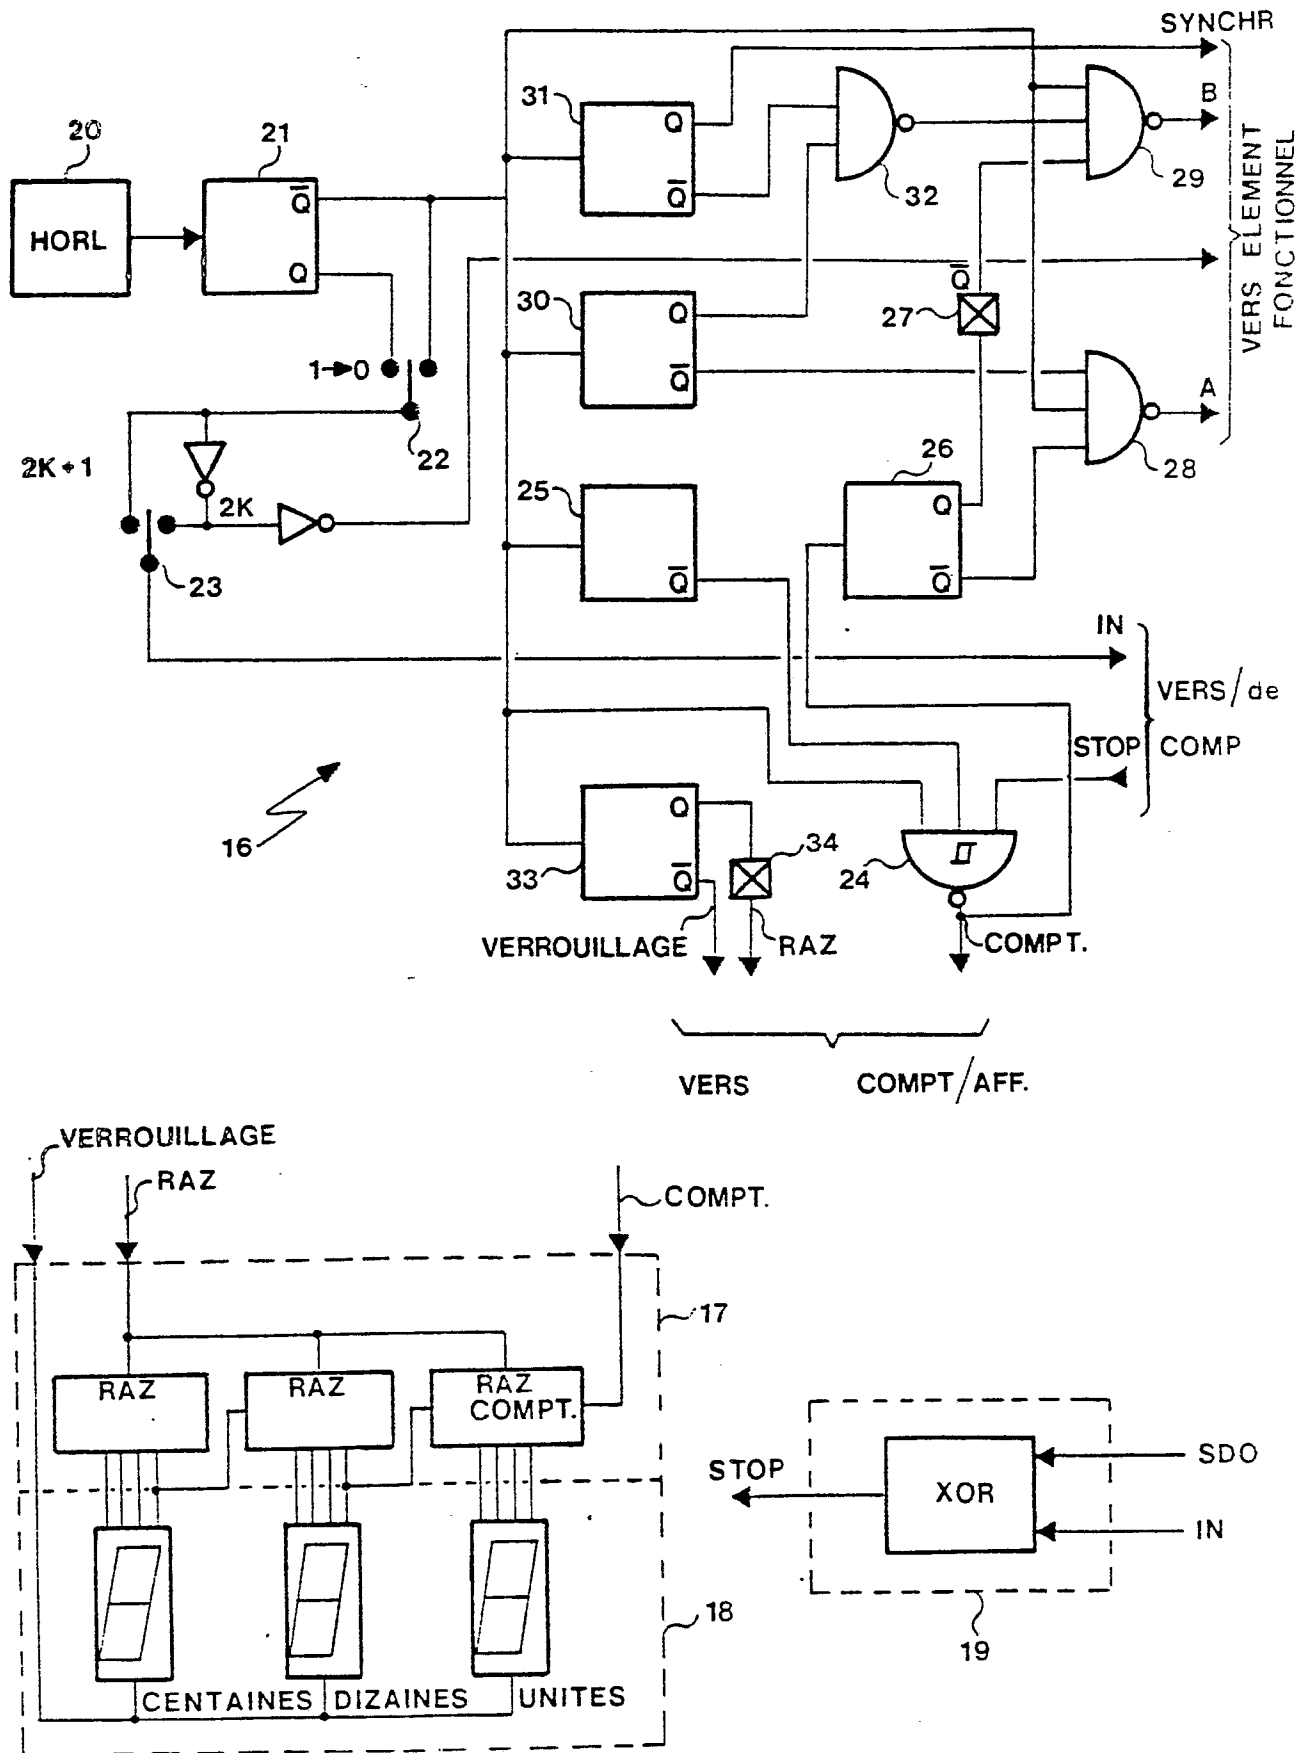 SYNCHR
31
Q
Q̅
32
B
29
20
21
HORL
Q̅
Q
VERS ELEMENT
FONCTIONNEL
30
Q
Q̅
Q̅
27
1→0
22
A
28
2K+1
2K
23
25
Q̅
26
Q
Q̅
IN
VERS/de
STOP COMP
16
33
Q
Q̅
34
24
VERROUILLAGE
RAZ
COMPT.
VERS COMPT/AFF.
VERROUILLAGE
RAZ
COMPT.
17
RAZ
RAZ
RAZ
COMPT.
STOP
XOR
SDO
IN
18
19
CENTAINES DIZAINES UNITES